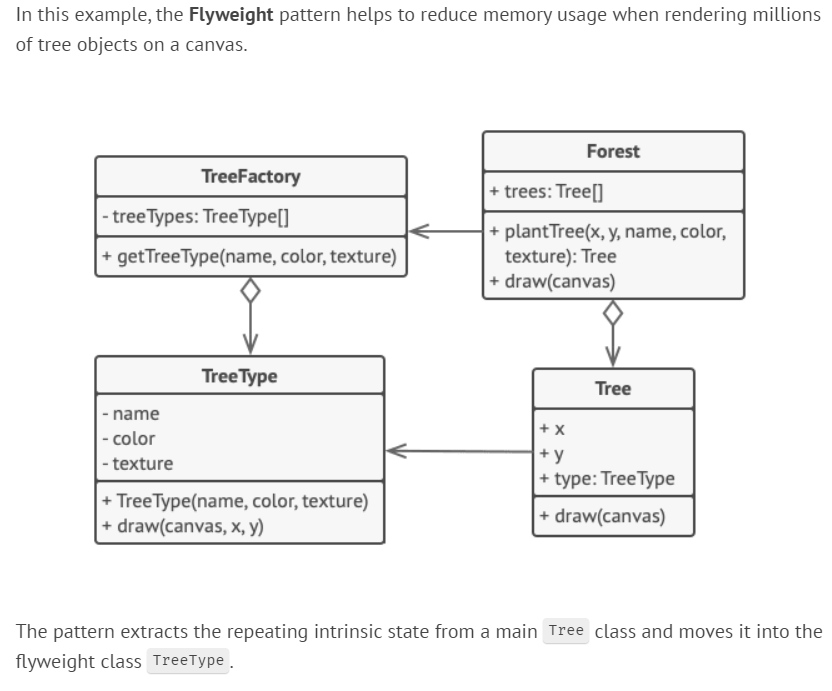 In this example, the Flyweight pattern helps to reduce memory usage when rendering millions
of tree objects on a canvas.
TreeFactory
- treeTypes: TreeType[]
+ getTreeType(name, color, texture)
Forest
+ trees: Tree[]
+ plantTree(x, y, name, color,
texture): Tree
+ draw(canvas)
TreeType
- name
- color
- texture
+ TreeType(name, color, texture)
+ draw(canvas, x, y)
Tree
+ x
+ y
+ type: TreeType
+ draw(canvas)
The pattern extracts the repeating intrinsic state from a main Tree class and moves it into the
flyweight class TreeType.